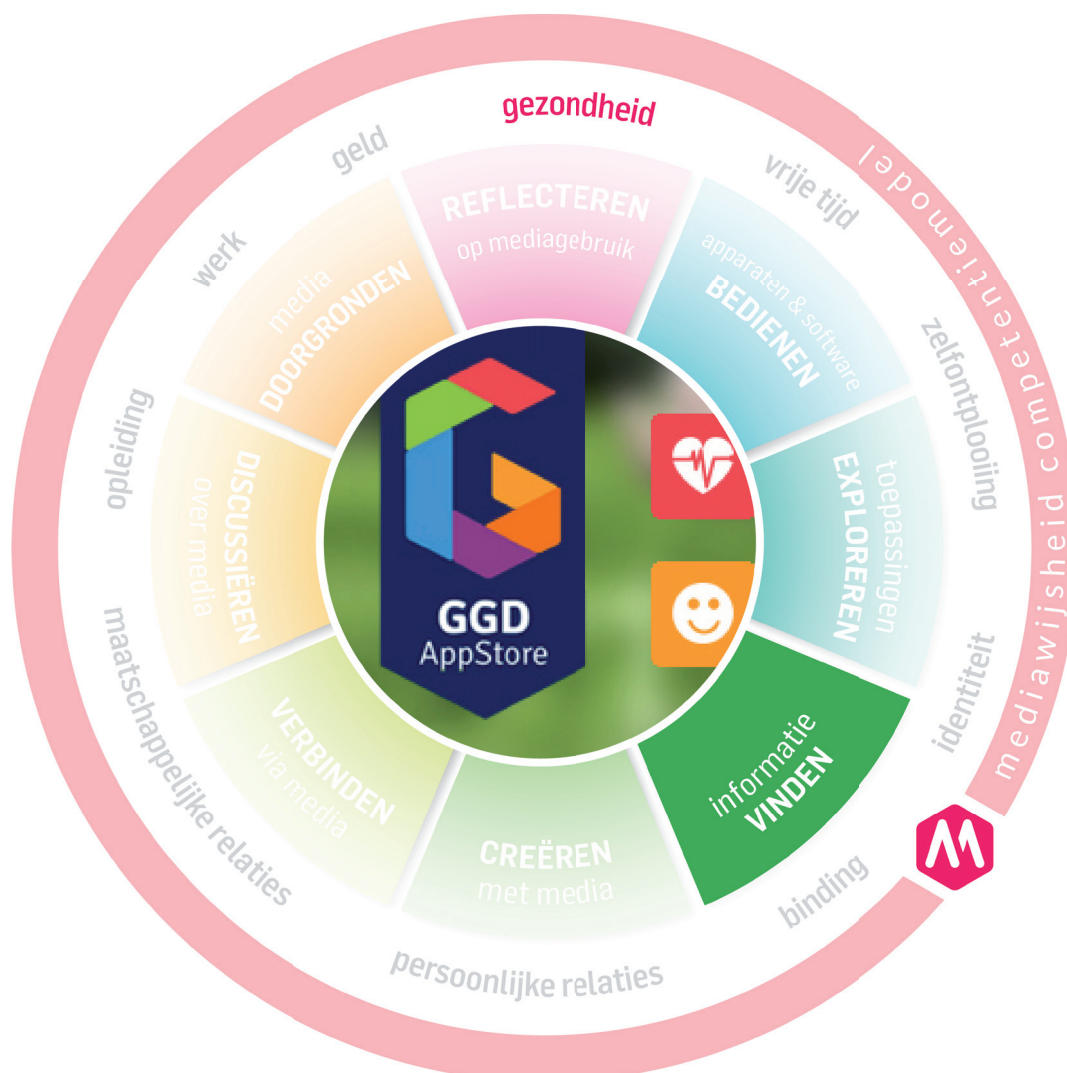 mediawijsheid competentiemodel
gezondheid
vrije tijd
zelfontplooiing
identiteit
binding
persoonlijke relaties
maatschappelijke relaties
opleiding
werk
geld
REFLECTEREN
op mediagebruik
apparaten & software
BEDIENEN
toepassingen
EXPLOREREN
informatie
VINDEN
CREËREN
met media
VERBINDEN
via media
DISCUSSIËREN
over media
media
DOORGRONDEN
GGD
AppStore